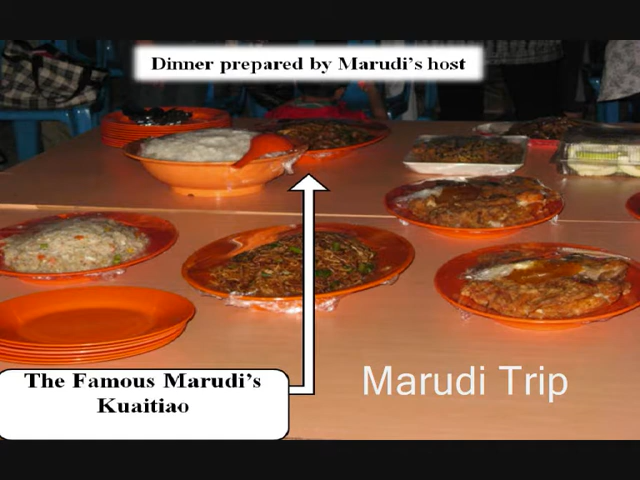 Dinner prepared by Marudi's host
The Famous Marudi's
Kuaitiao
Marudi Trip